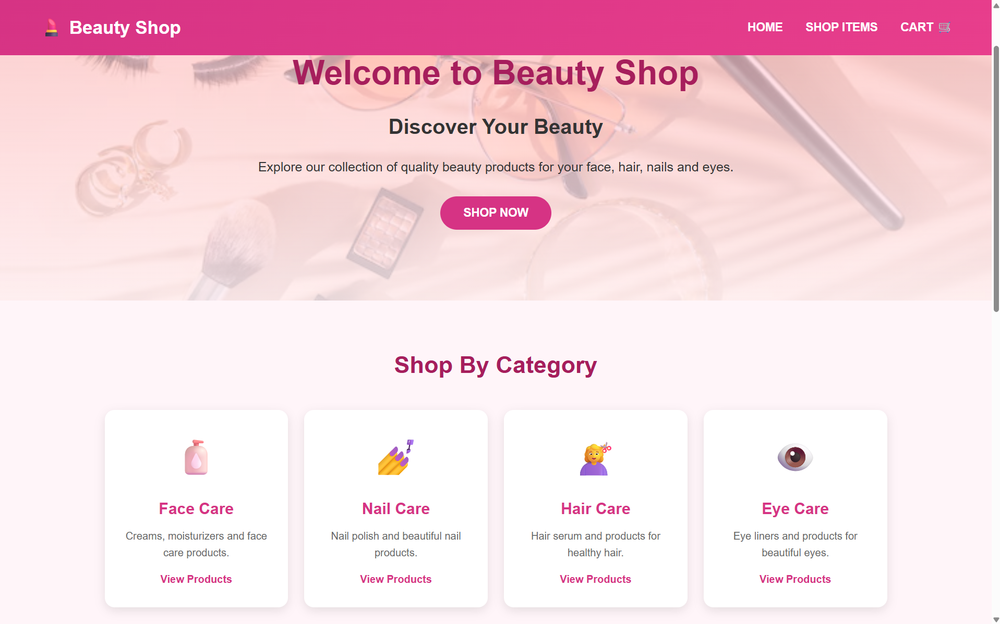 Beauty Shop
HOME
SHOP ITEMS
CART
Welcome to Beauty Shop
Discover Your Beauty
Explore our collection of quality beauty products for your face, hair, nails and eyes.
SHOP NOW
Shop By Category
Face Care
Creams, moisturizers and face
care products.
View Products
Nail Care
Nail polish and beautiful nail
products.
View Products
Hair Care
Hair serum and products for
healthy hair.
View Products
Eye Care
Eye liners and products for
beautiful eyes.
View Products